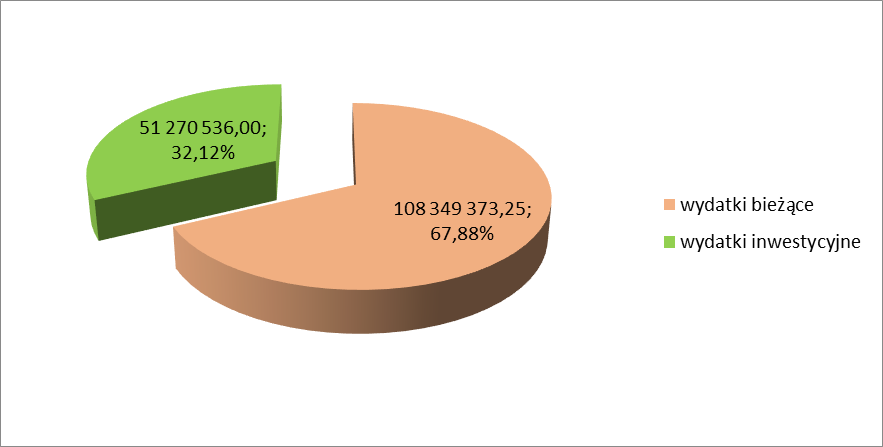 51 270 536,00;
32,12%
108 349 373,25;
67,88%
wydatki bieżące
wydatki inwestycyjne